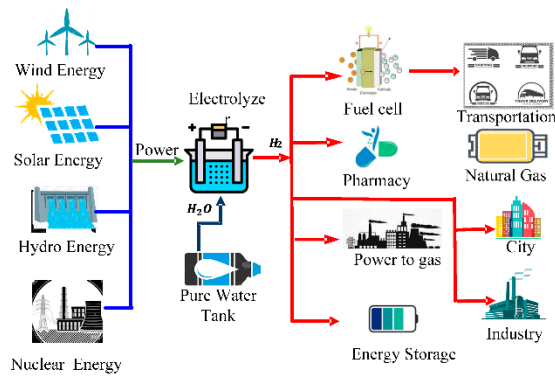 Wind Energy
Solar Energy
Hydro Energy
Nuclear Energy
Power
Electrolyze
r
H₂O
Pure Water
Tank
H₂
Fuel cell
Pharmacy
Power to gas
Energy Storage
Transportation
Natural Gas
City
Industry